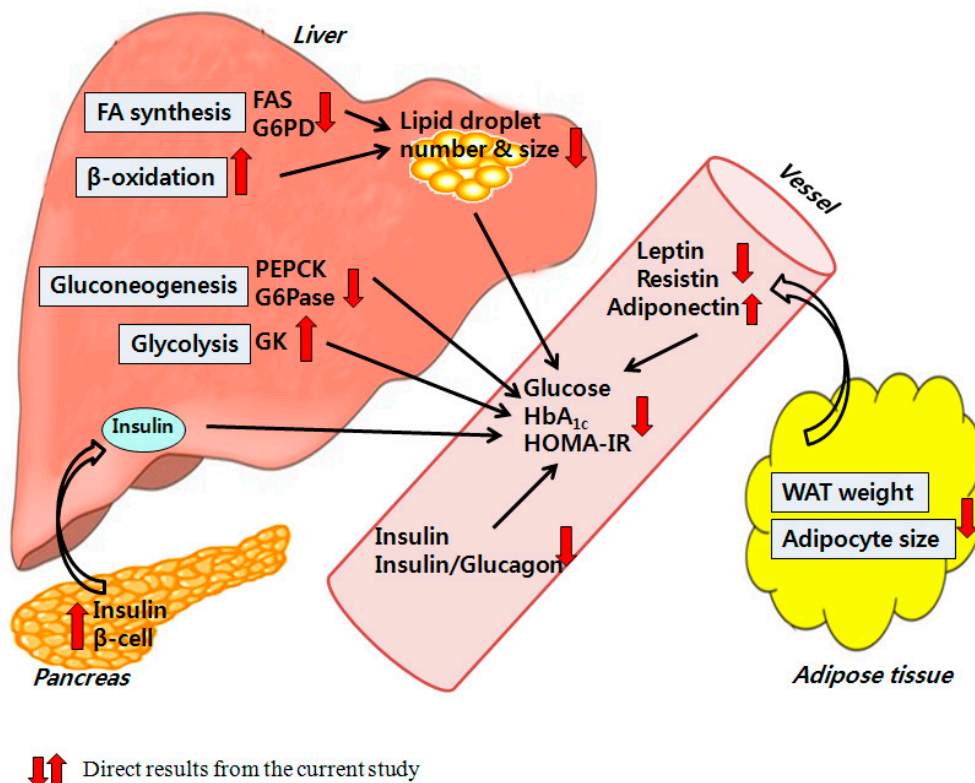 Liver
FA synthesis
FAS
G6PD
β-oxidation
Lipid droplet
number & size
Vessel
Gluconeogenesis
PEPCK
G6Pase
Glycolysis
GK
Leptin
Resistin
Adiponectin
Glucose
HbA1c
HOMA-IR
Insulin
Insulin
Insulin/Glucagon
WAT weight
Adipocyte size
Insulin
β-cell
Pancreas
Adipose tissue
Direct results from the current study